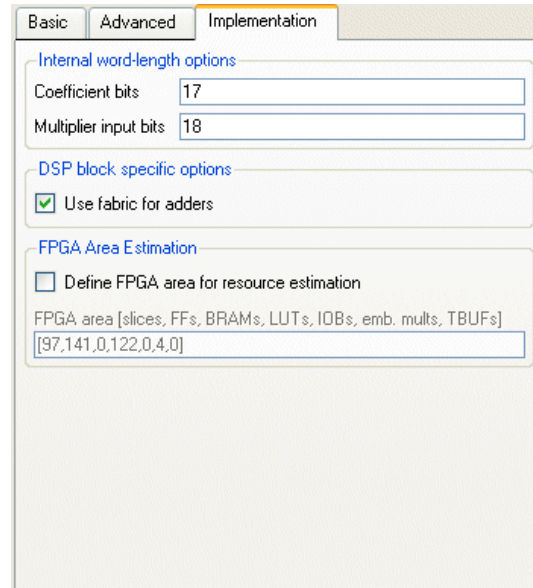 Basic Advanced Implementation
Internal word-length options
Coefficient bits 17
Multiplier input bits 18
DSP block specific options
Use fabric for adders
FPGA Area Estimation
Define FPGA area for resource estimation
FPGA area [slices, FFs, BRAMs, LUTs, IOBs, emb. mults, TBUFs]
[97,141,0,122,0,4,0]